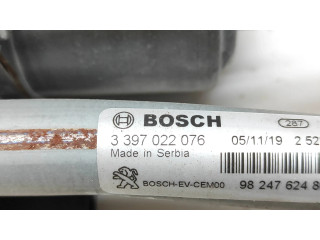 BOSCH 287
3 397 022 076 05/11/19 2 52
Made in Serbia
BOSCH-EV-CEM00 98 247 624 8